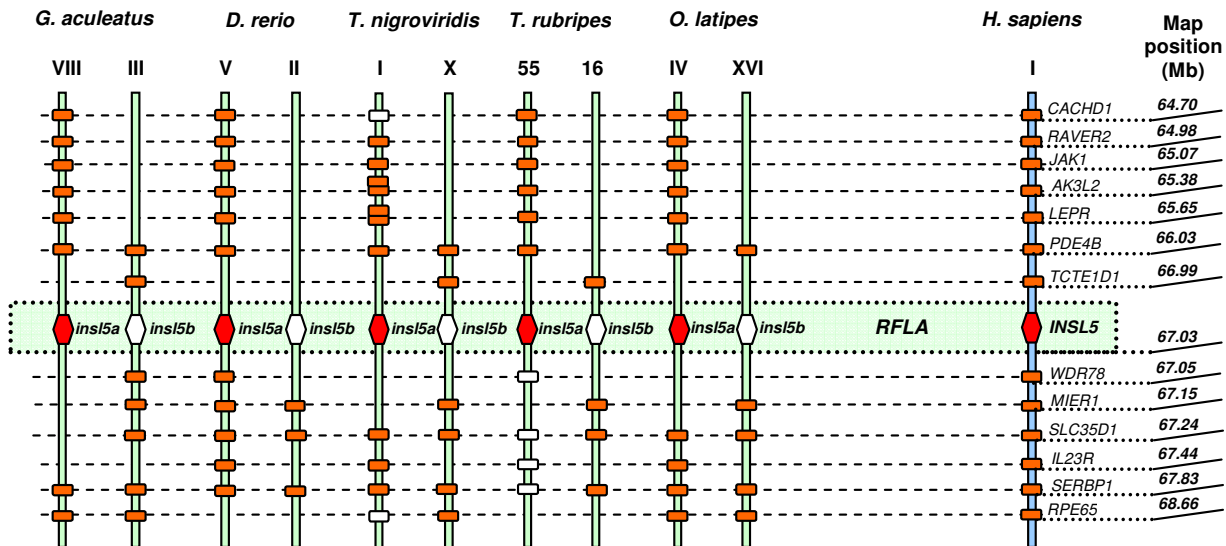 G. aculeatus D. rerio T. nigroviridis T. rubripes O. latipes H. sapiens Map position (Mb)
VIII III V II I X 55 16 IV XVI I
CACHD1 64.70
RAVER2 64.98
JAK1 65.07
AK3L2 65.38
LEPR 65.65
PDE4B 66.03
TCTE1D1 66.99
insl5a insl5b insl5a insl5b insl5a insl5b insl5a insl5b insl5a insl5b RFLA INSL5 67.03
WDR78 67.05
MIER1 67.15
SLC35D1 67.24
IL23R 67.44
SERBP1 67.83
RPE65 68.66